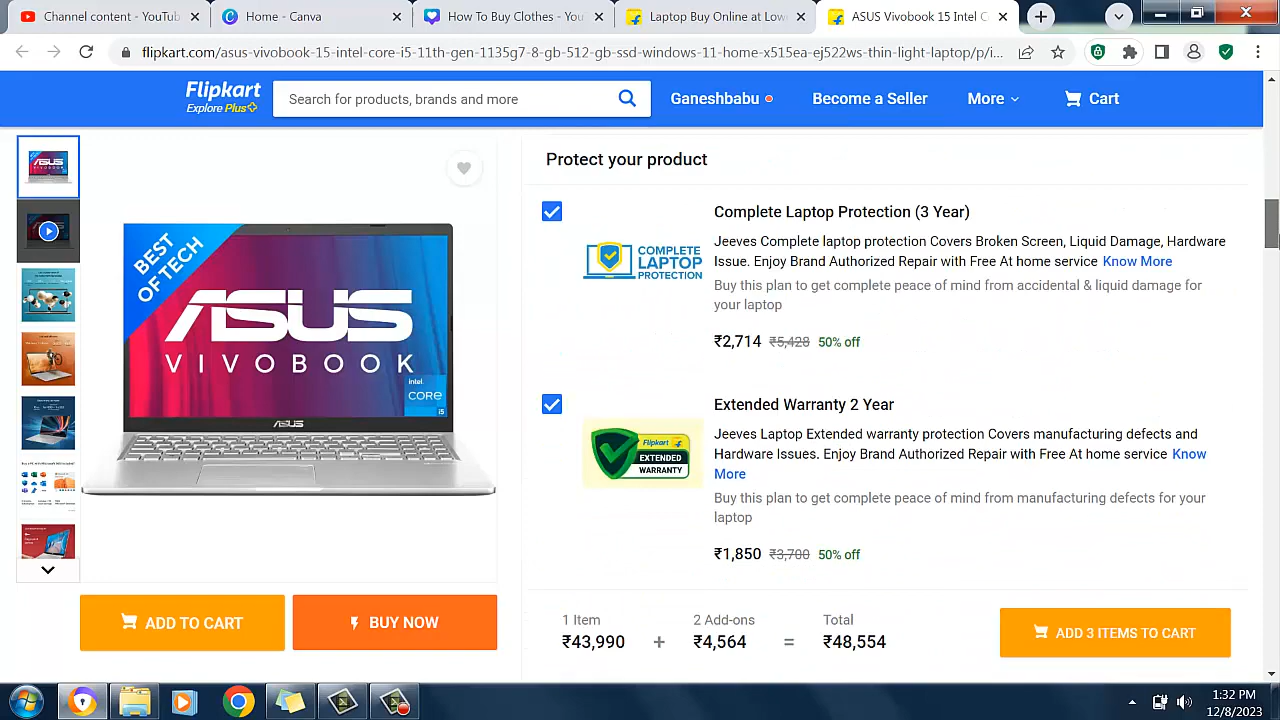 Channel content - YouTub
Home - Canva
How To Buy Clothes - You
Laptop Buy Online at Low
ASUS Vivobook 15 Intel C
flipkart.com/asus-vivobook-15-intel-core-i5-11th-gen-1135g7-8-gb-512-gb-ssd-windows-11-home-x515ea-ej522ws-thin-light-laptop/p/i...
Flipkart
Explore Plus
Search for products, brands and more
Ganeshbabu
Become a Seller
More
Cart
ASUS
VIVOBOOK
BEST
OF TECH
ASUS
VIVOBOOK
intel.
CORE
i5
ASUS
Protect your product
Complete Laptop Protection (3 Year)
COMPLETE
LAPTOP
PROTECTION
Jeeves Complete laptop protection Covers Broken Screen, Liquid Damage, Hardware
Issue. Enjoy Brand Authorized Repair with Free At home service Know More
Buy this plan to get complete peace of mind from accidental & liquid damage for
your laptop
₹2,714 ₹5,428 50% off
Extended Warranty 2 Year
Flipkart
EXTENDED
WARRANTY
Jeeves Laptop Extended warranty protection Covers manufacturing defects and
Hardware Issues. Enjoy Brand Authorized Repair with Free At home service Know
More
Buy this plan to get complete peace of mind from manufacturing defects for your
laptop
₹1,850 ₹3,700 50% off
ADD TO CART
BUY NOW
1 Item
₹43,990
+
2 Add-ons
₹4,564
=
Total
₹48,554
ADD 3 ITEMS TO CART
1:32 PM
12/8/2023